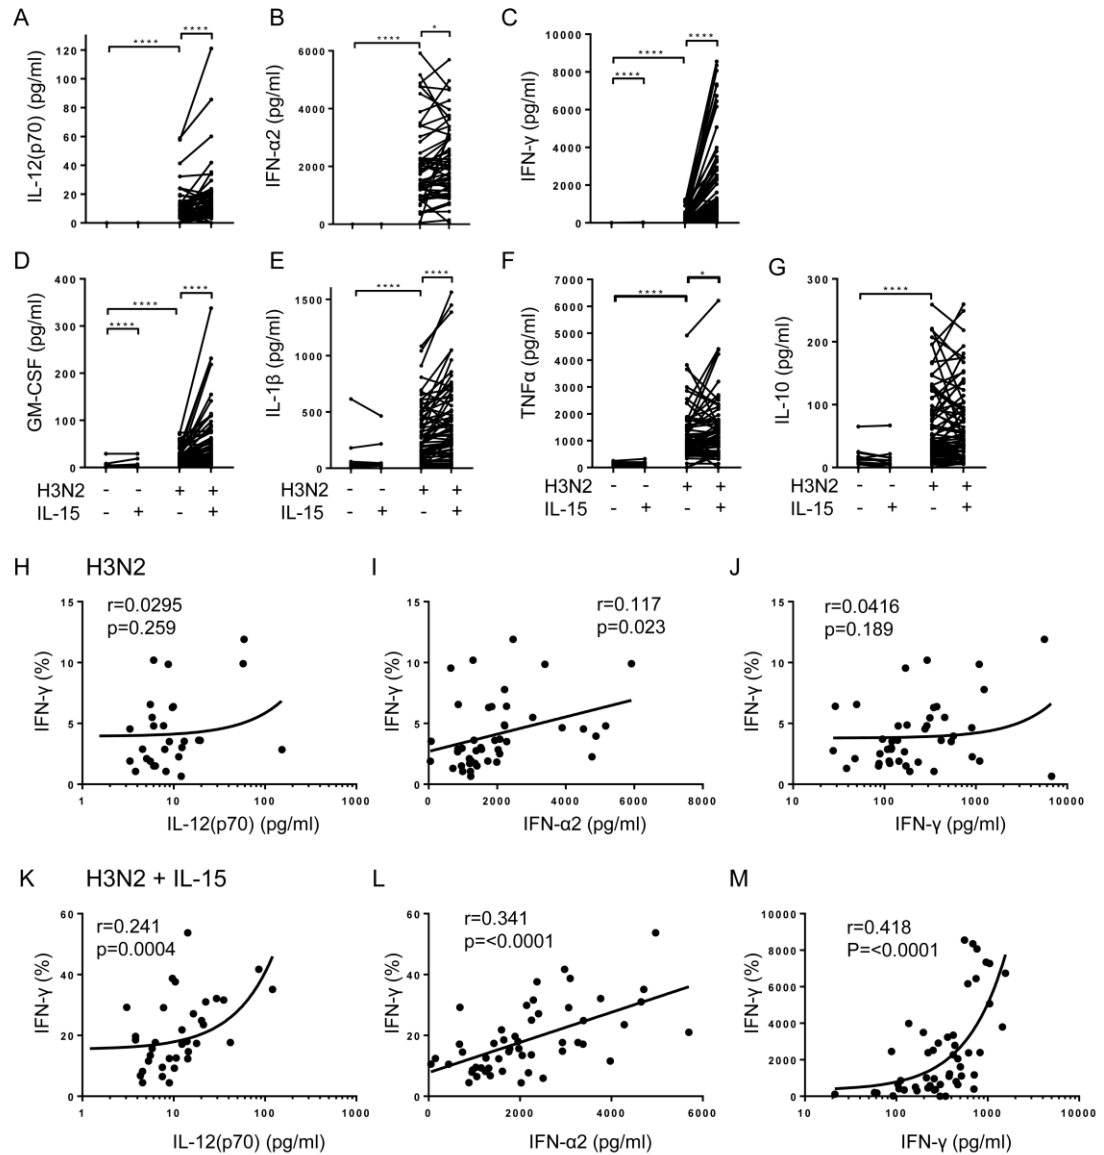 A
IL-12(p70) (pg/ml)
120
100
80
60
40
20
0
****
****
B
IFN-α2 (pg/ml)
6000
4000
2000
0
****
*
C
IFN-γ (pg/ml)
10000
8000
6000
4000
2000
0
****
****
****
D
GM-CSF (pg/ml)
400
300
200
100
0
****
****
****
H3N2 - - + +
IL-15 - + - +
E
IL-1β (pg/ml)
1500
1000
500
0
****
****
- - + +
- + - +
F
TNFα (pg/ml)
7000
6000
5000
4000
3000
2000
1000
0
****
*
H3N2 - - + +
IL-15 - + - +
G
IL-10 (pg/ml)
300
200
100
0
****
H3N2 - - + +
IL-15 - + - +
H H3N2
r=0.0295
p=0.259
IFN-γ (%)
15
10
5
0
1 10 100 1000
IL-12(p70) (pg/ml)
I
r=0.117
p=0.023
IFN-γ (%)
15
10
5
0
0 2000 4000 6000 8000
IFN-α2 (pg/ml)
J
r=0.0416
p=0.189
IFN-γ (%)
15
10
5
0
10 100 1000 10000
IFN-γ (pg/ml)
K H3N2 + IL-15
r=0.241
p=0.0004
IFN-γ (%)
60
40
20
0
1 10 100 1000
IL-12(p70) (pg/ml)
L
r=0.341
p=<0.0001
IFN-γ (%)
60
40
20
0
0 2000 4000 6000
IFN-α2 (pg/ml)
M
r=0.418
P=<0.0001
IFN-γ (%)
10000
8000
6000
4000
2000
0
10 100 1000 10000
IFN-γ (pg/ml)